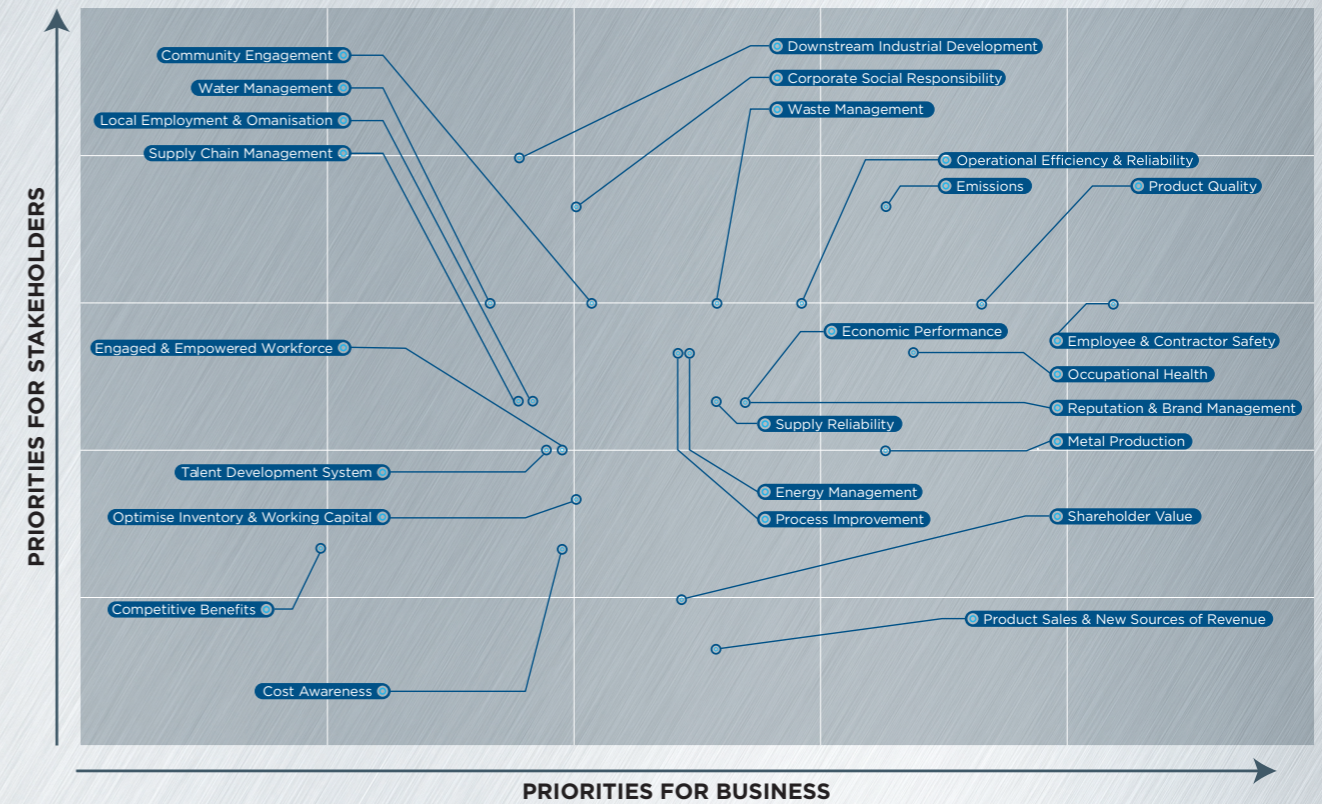 Community Engagement
Water Management
Local Employment & Omanisation
Supply Chain Management
Downstream Industrial Development
Corporate Social Responsibility
Waste Management
Operational Efficiency & Reliability
Emissions
Product Quality
PRIORITIES FOR STAKEHOLDERS
Engaged & Empowered Workforce
Economic Performance
Employee & Contractor Safety
Occupational Health
Reputation & Brand Management
Supply Reliability
Metal Production
Talent Development System
Energy Management
Optimise Inventory & Working Capital
Process Improvement
Shareholder Value
Competitive Benefits
Product Sales & New Sources of Revenue
Cost Awareness
PRIORITIES FOR BUSINESS